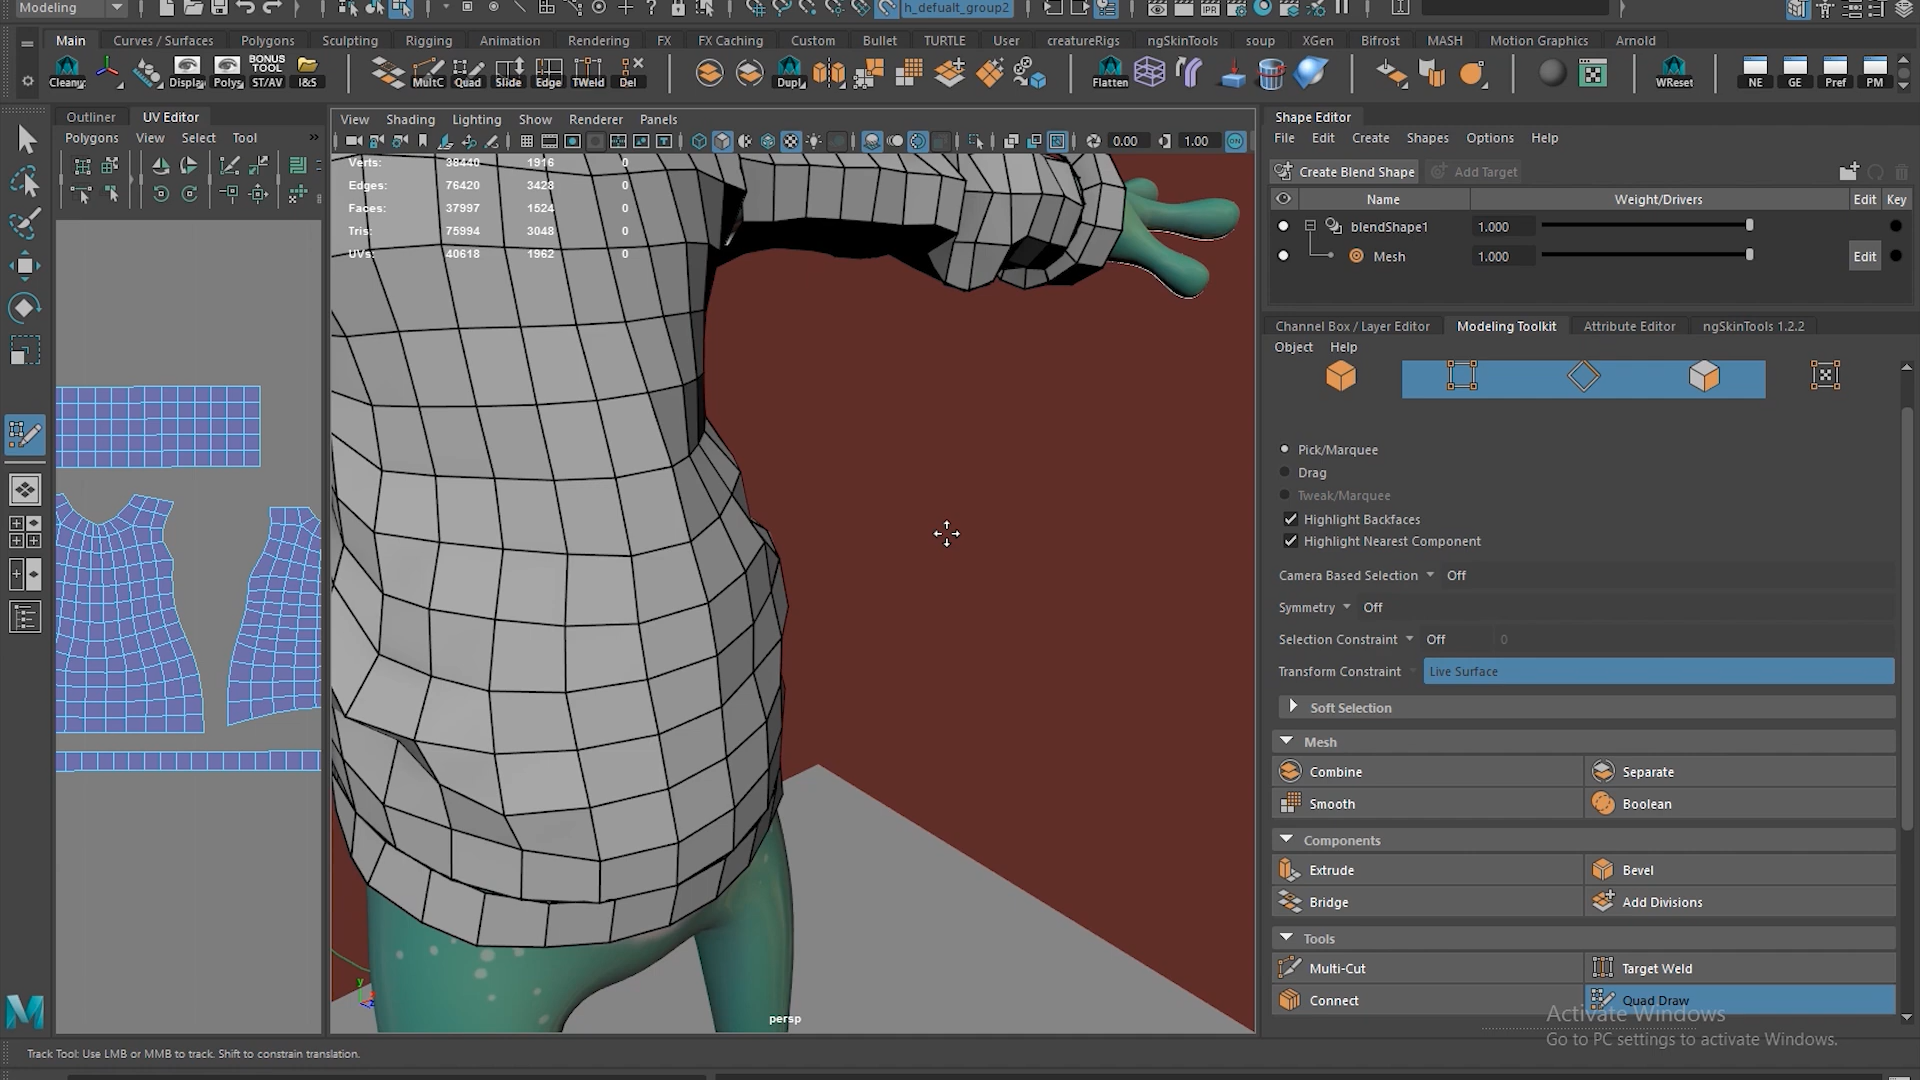 Modeling
h_defualt_group2
Main Curves / Surfaces Polygons Sculpting Rigging Animation Rendering FX FX Caching Custom Bullet TURTLE User creatureRigs ngSkinTools soup XGen Bifrost MASH Motion Graphics Arnold
BONUS
TOOL
IPR
Cleanu Display Polys ST/AV I&S MultC Quad Slide Edge TWeld Del Dupl Flatten WReset NE GE Pref PM
Outliner UV Editor
Polygons View Select Tool »
View Shading Lighting Show Renderer Panels
0.00 1.00
Verts: 38440 1916 0
Edges: 76420 3428 0
Faces: 37997 1524 0
Tris: 75994 3048 0
UVs: 40618 1962 0
persp
Shape Editor
File Edit Create Shapes Options Help
Create Blend Shape Add Target
Name Weight/Drivers Edit Key
blendShape1 1.000
Mesh 1.000 Edit
Channel Box / Layer Editor Modeling Toolkit Attribute Editor ngSkinTools 1.2.2
Object Help
Pick/Marquee
Drag
Tweak/Marquee
Highlight Backfaces
Highlight Nearest Component
Camera Based Selection Off
Symmetry Off
Selection Constraint Off 0
Transform Constraint Live Surface
Soft Selection
Mesh
Combine Separate
Smooth Boolean
Components
Extrude Bevel
Bridge Add Divisions
Tools
Multi-Cut Target Weld
Connect Quad Draw
Activate Windows
Go to PC settings to activate Windows.
Track Tool: Use LMB or MMB to track. Shift to constrain translation.